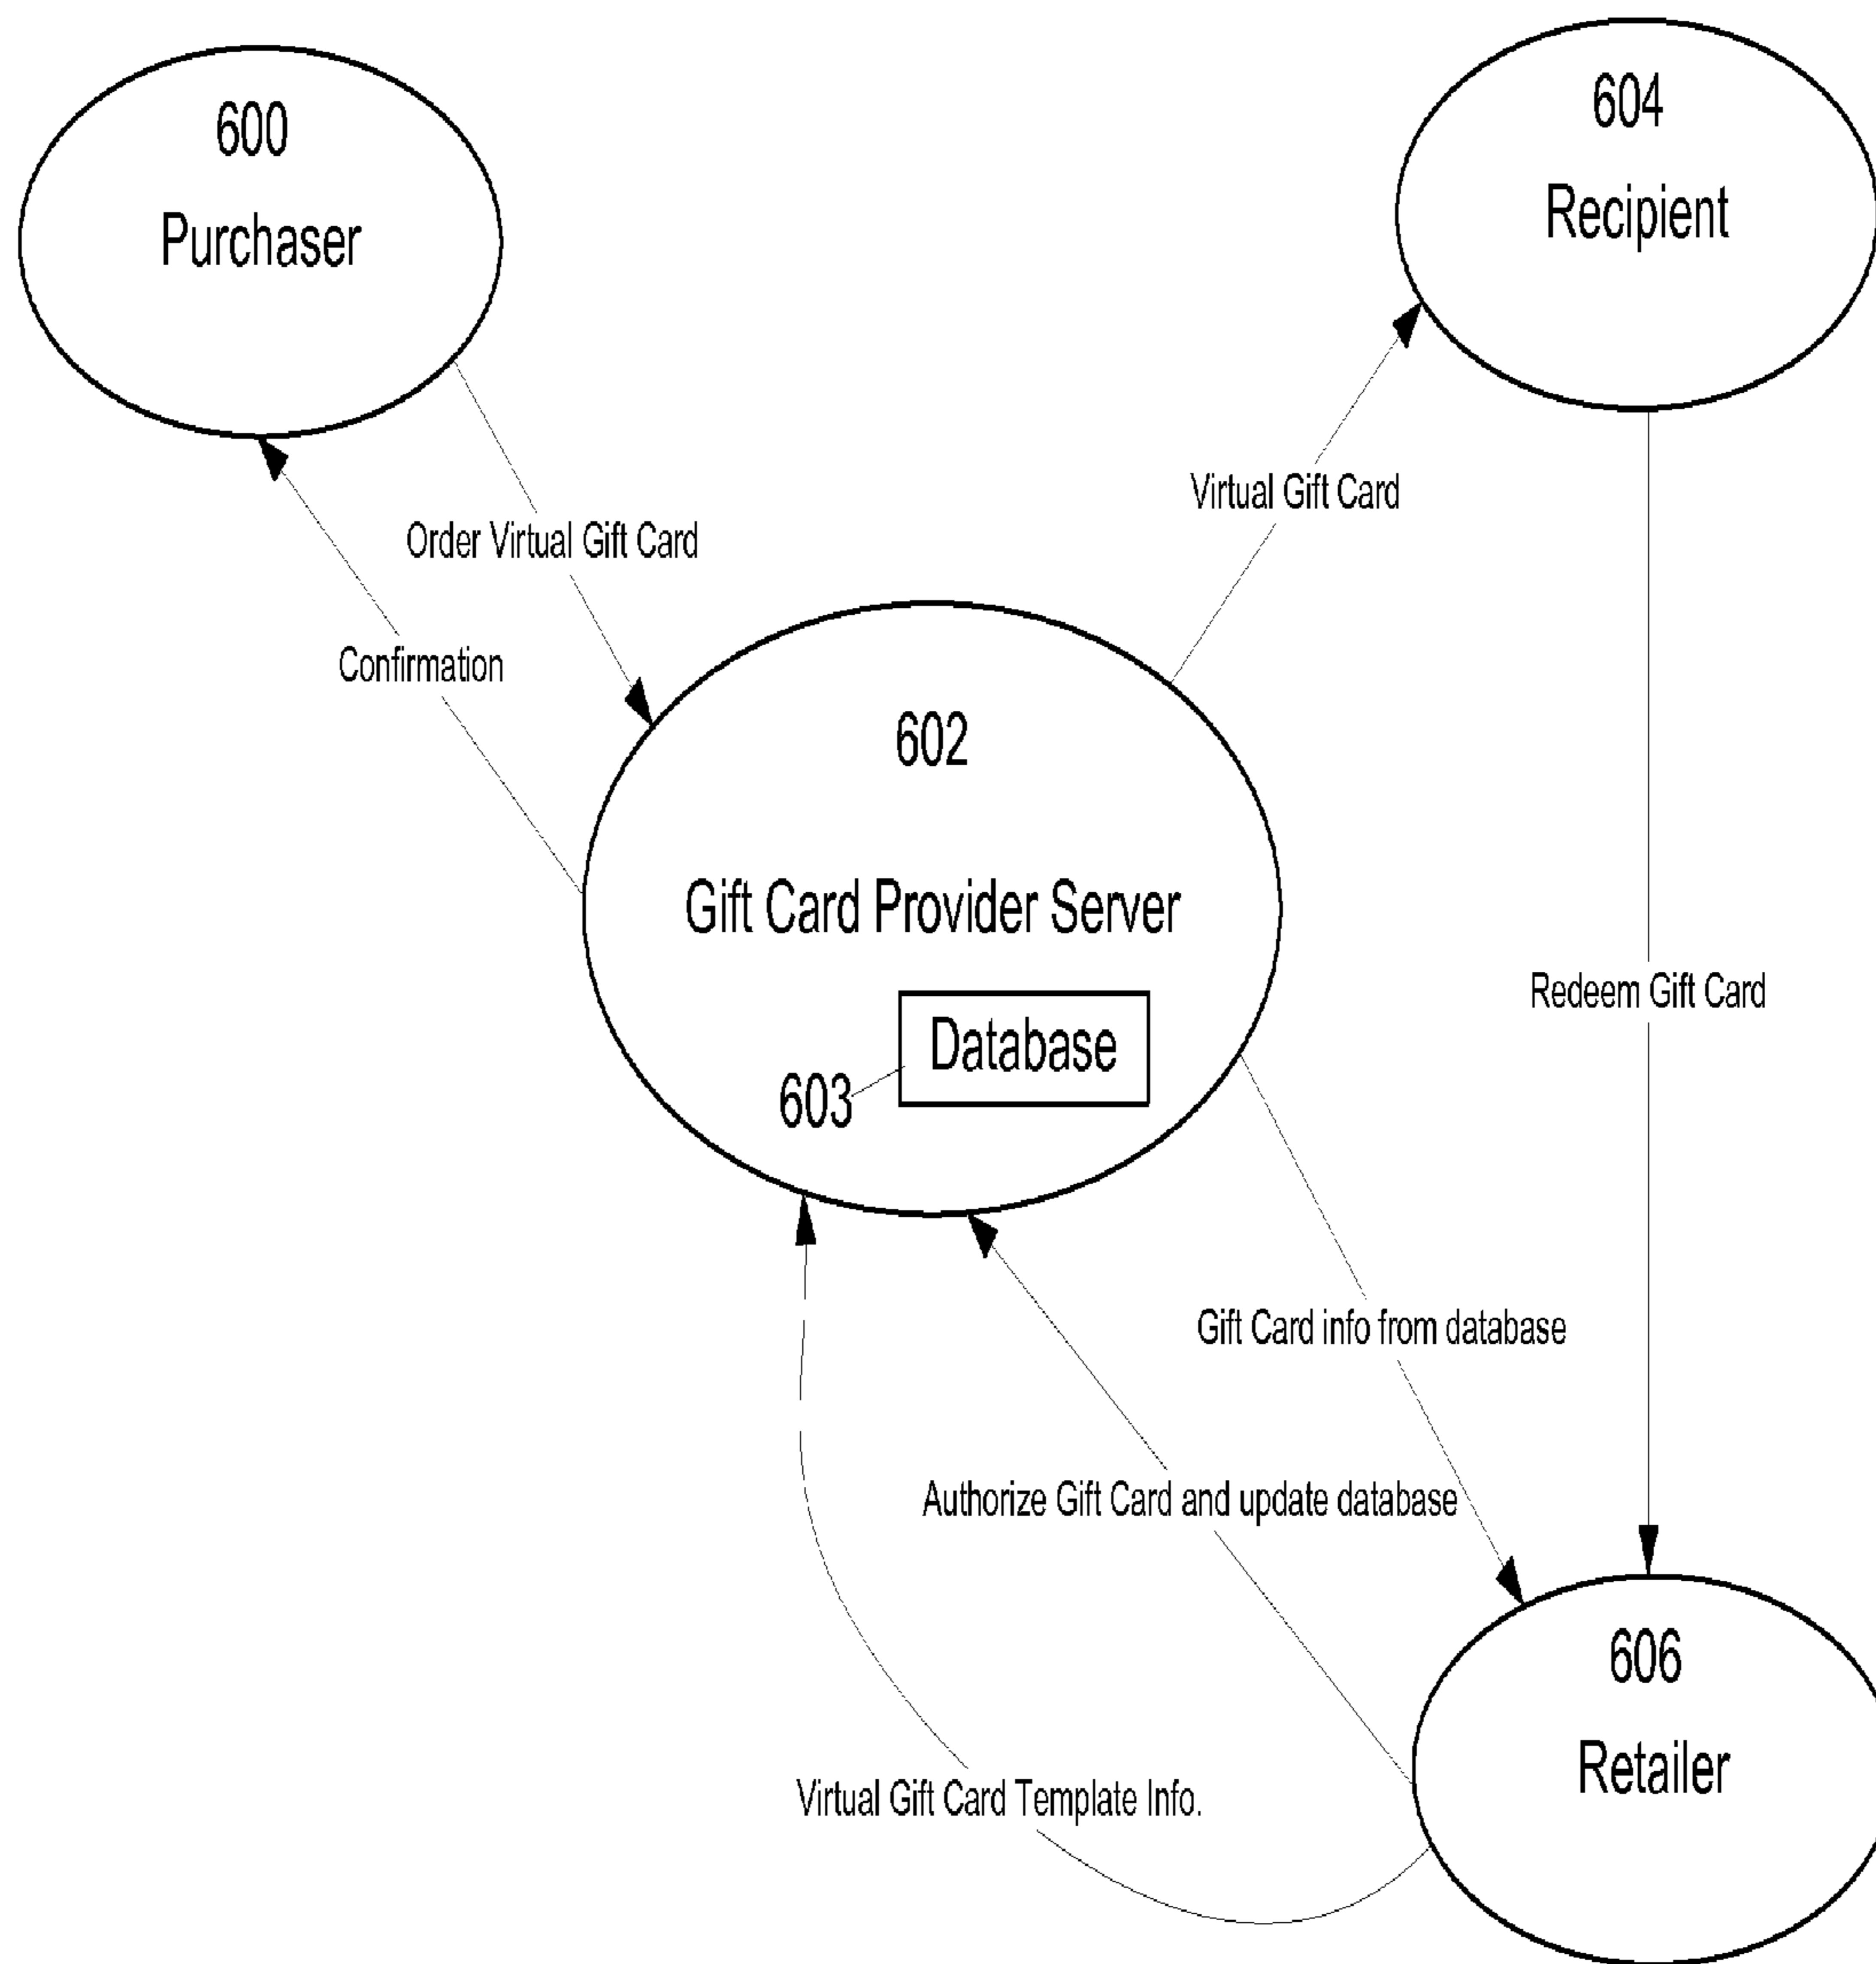 600
Purchaser
604
Recipient
Virtual Gift Card
Order Virtual Gift Card
Confirmation
602
Gift Card Provider Server
Database
603
Redeem Gift Card
Gift Card info from database
Authorize Gift Card and update database
606
Retailer
Virtual Gift Card Template Info.